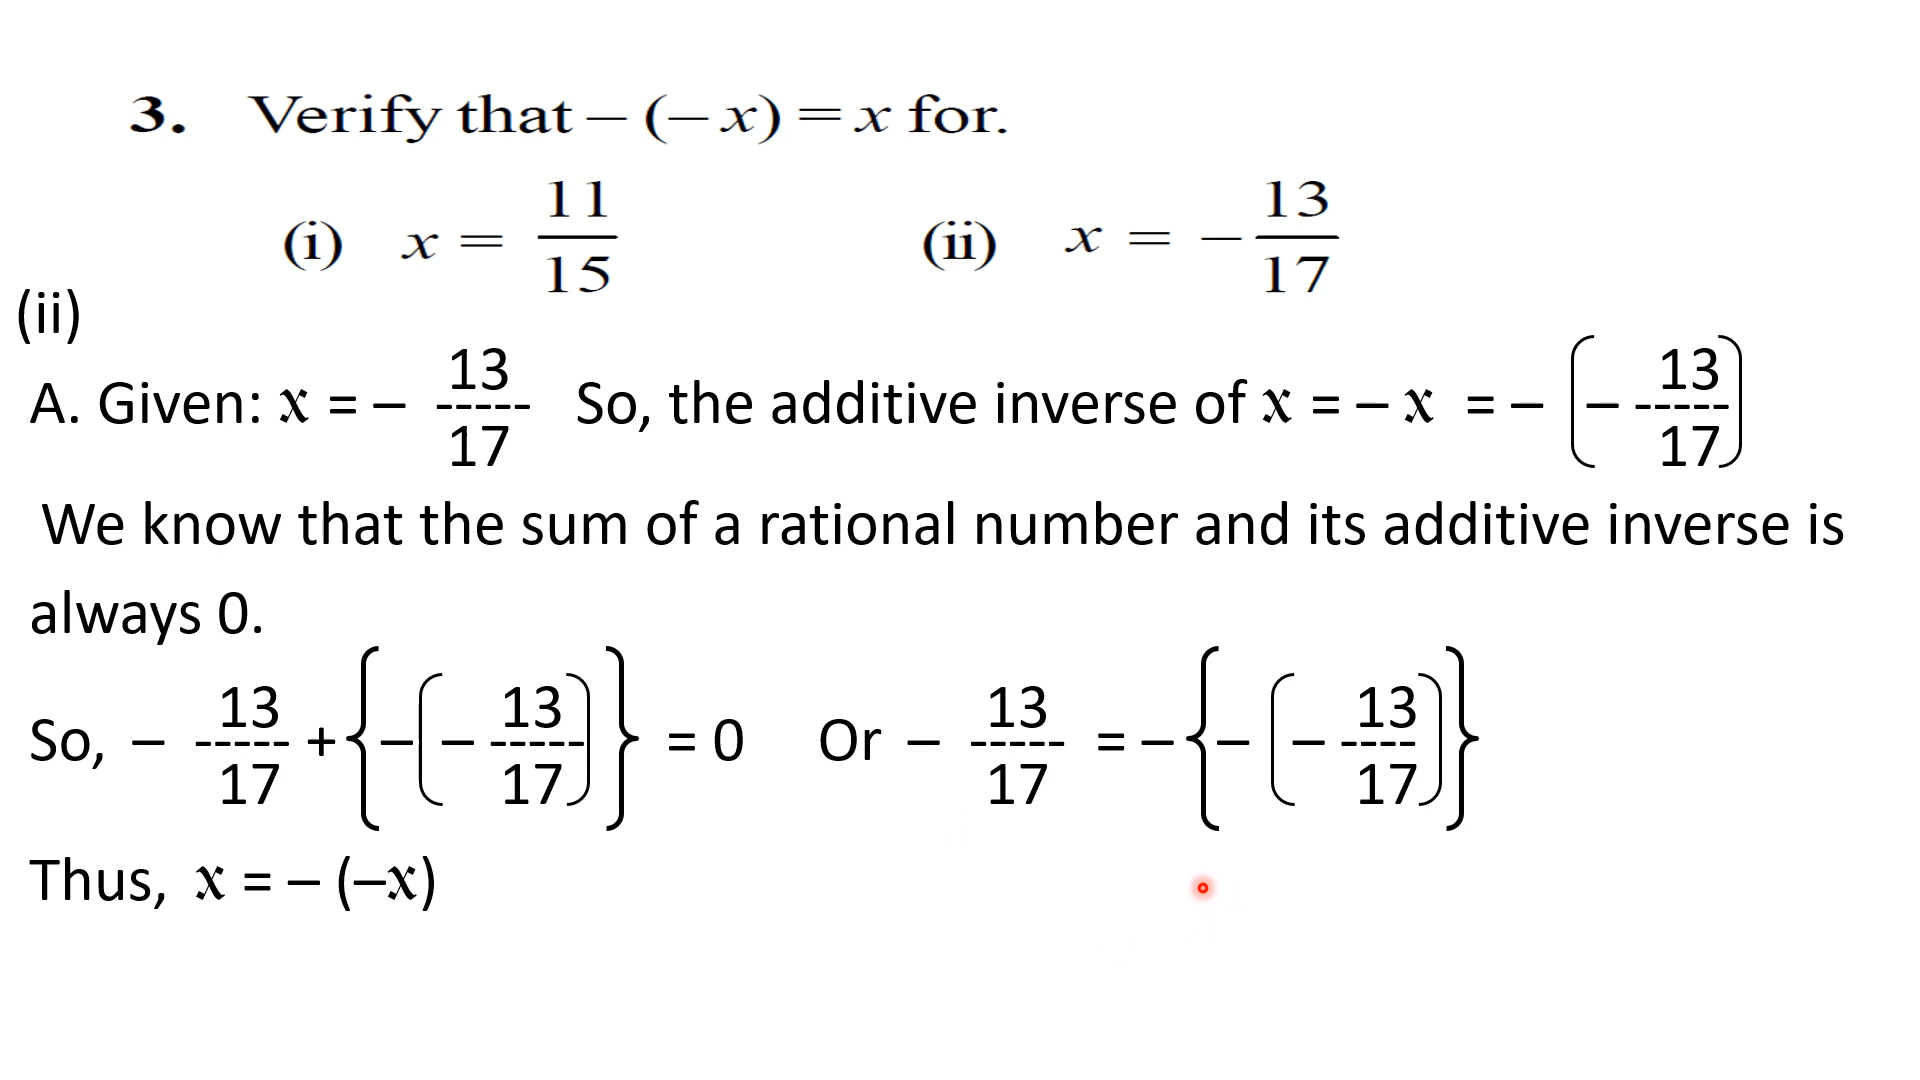 3. Verify that – (– x) = x for.
(i) x = 11/15 (ii) x = – 13/17
(ii)
A. Given: x = – 13/17 So, the additive inverse of x = – x = – (– 13/17)
We know that the sum of a rational number and its additive inverse is
always 0.
So, – 13/17 + {–(– 13/17)} = 0 Or – 13/17 = – {– (– 13/17)}
Thus, x = – (–x)